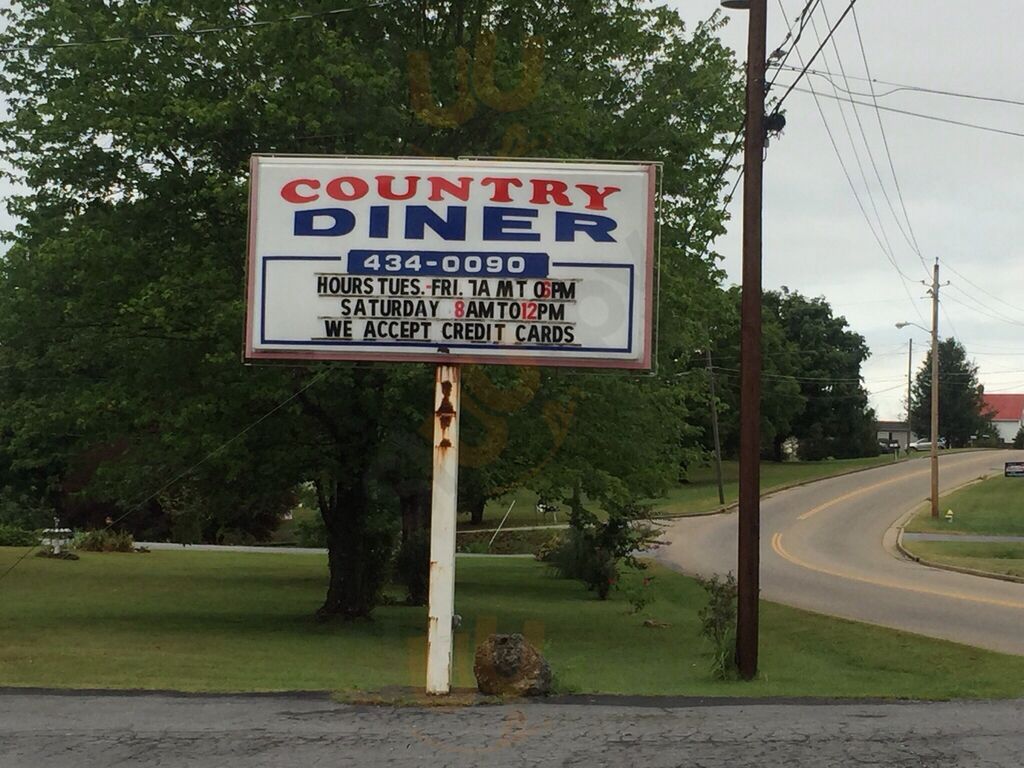 COUNTRY
DINER
434-0090
HOURS TUES.-FRI. 7AM TO 6PM
SATURDAY 8AM TO 12PM
WE ACCEPT CREDIT CARDS